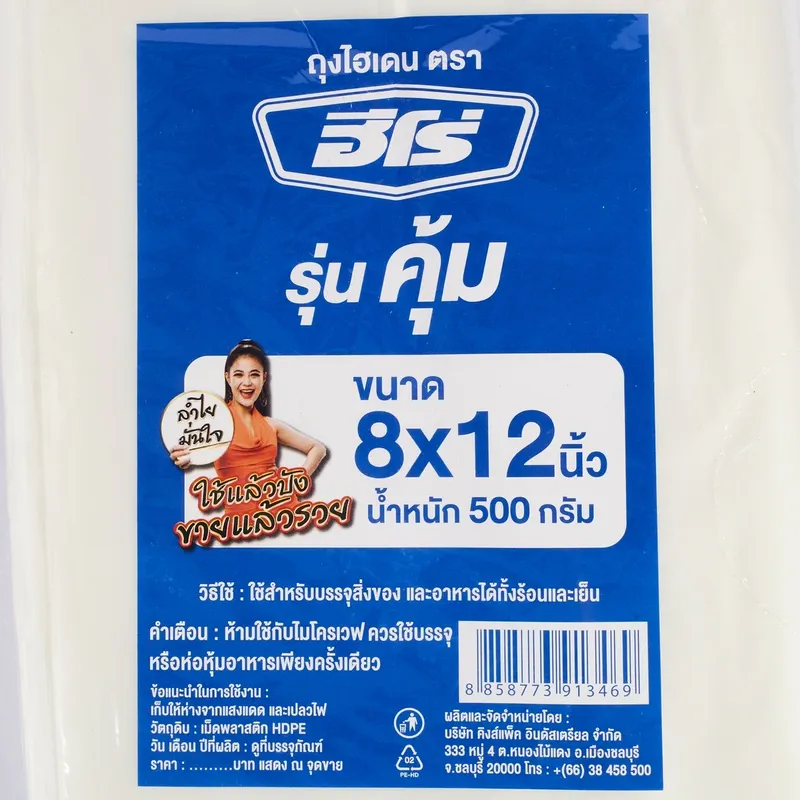 ถุงไฮเดน ตรา
ฮีโร่
รุ่น คุ้ม
ลำไย
มั่นใจ
ใช้แล้วปัง
ขายแล้วรวย
ขนาด
8x12 นิ้ว
น้ำหนัก 500 กรัม
วิธีใช้ : ใช้สำหรับบรรจุสิ่งของ และอาหารได้ทั้งร้อนและเย็น
คำเตือน : ห้ามใช้กับไมโครเวฟ ควรใช้บรรจุ
หรือห่อหุ้มอาหารเพียงครั้งเดียว
ข้อแนะนำในการใช้งาน :
เก็บให้ห่างจากแสงแดด และเปลวไฟ
วัตถุดิบ : เม็ดพลาสติก HDPE
วัน เดือน ปีที่ผลิต : ดูที่บรรจุภัณฑ์
ราคา : .........บาท แสดง ณ จุดขาย
02
PE-HD
8 858773 913469
ผลิตและจัดจำหน่ายโดย :
บริษัท คิงส์แพ็ค อินดัสเตรียล จำกัด
333 หมู่ 4 ต.หนองไม้แดง อ.เมืองชลบุรี
จ.ชลบุรี 20000 โทร : +(66) 38 458 500